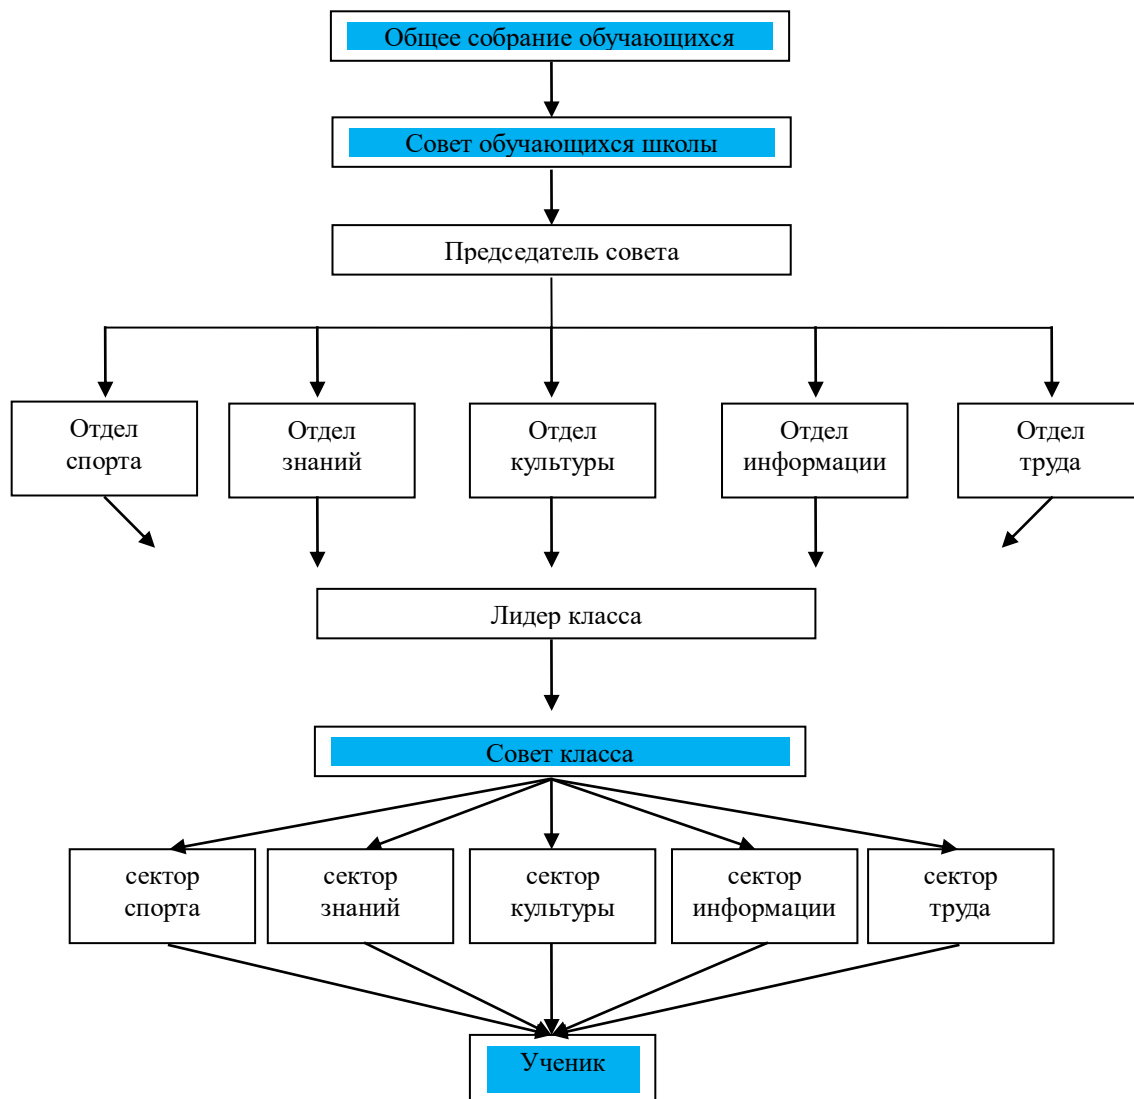 Общее собрание обучающихся
Совет обучающихся школы
Председатель совета
Отдел
спорта
Отдел
знаний
Отдел
культуры
Отдел
информации
Отдел
труда
Лидер класса
Совет класса
сектор
спорта
сектор
знаний
сектор
культуры
сектор
информации
сектор
труда
Ученик